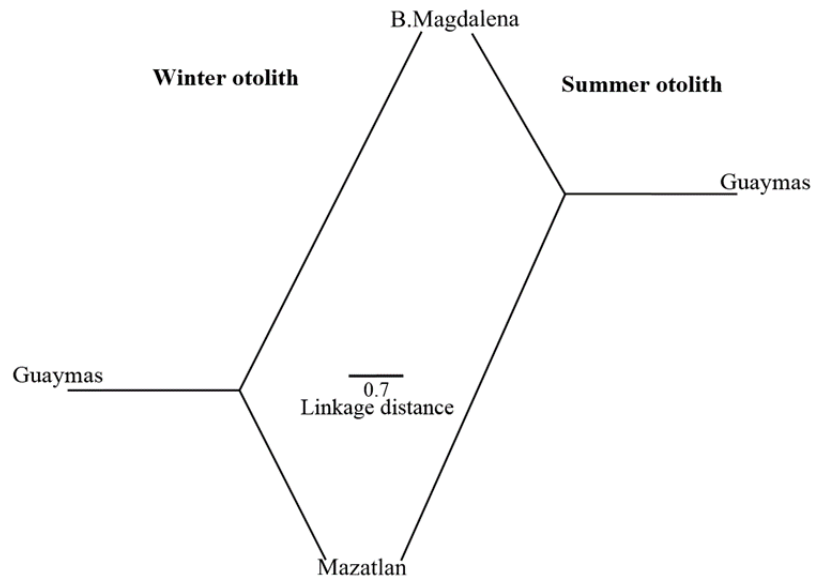 B.Magdalena
Winter otolith
Summer otolith
Guaymas
Guaymas
0.7
Linkage distance
Mazatlan